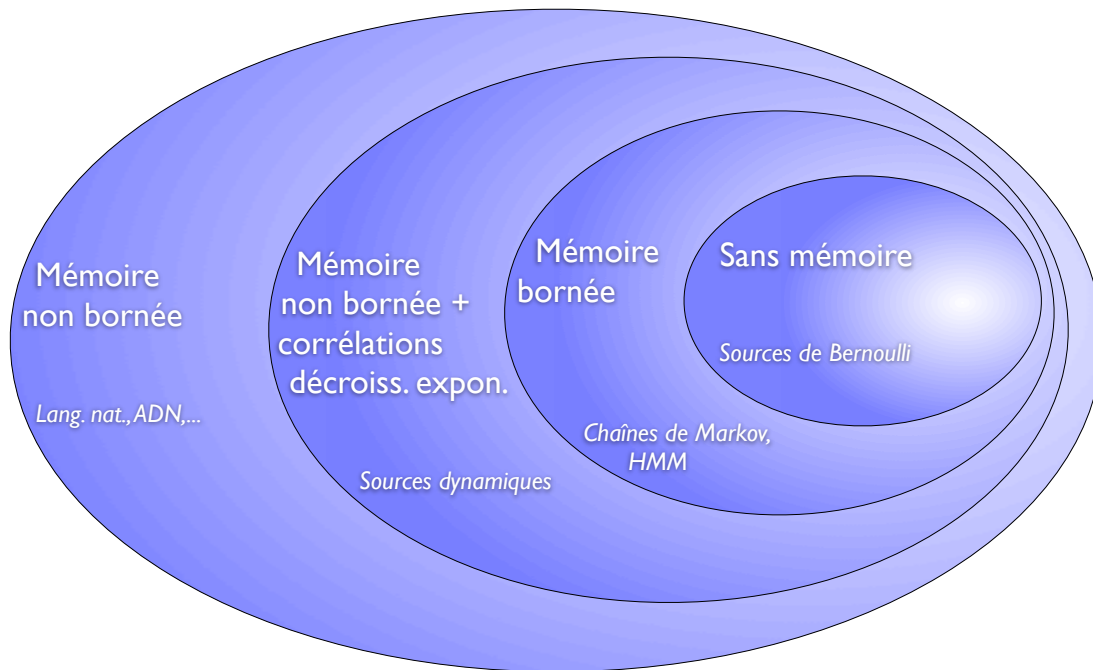 Mémoire
non bornée
Lang. nat., ADN,...
Mémoire
non bornée +
corrélations
décroiss. expon.
Sources dynamiques
Mémoire
bornée
Chaînes de Markov,
HMM
Sans mémoire
Sources de Bernoulli